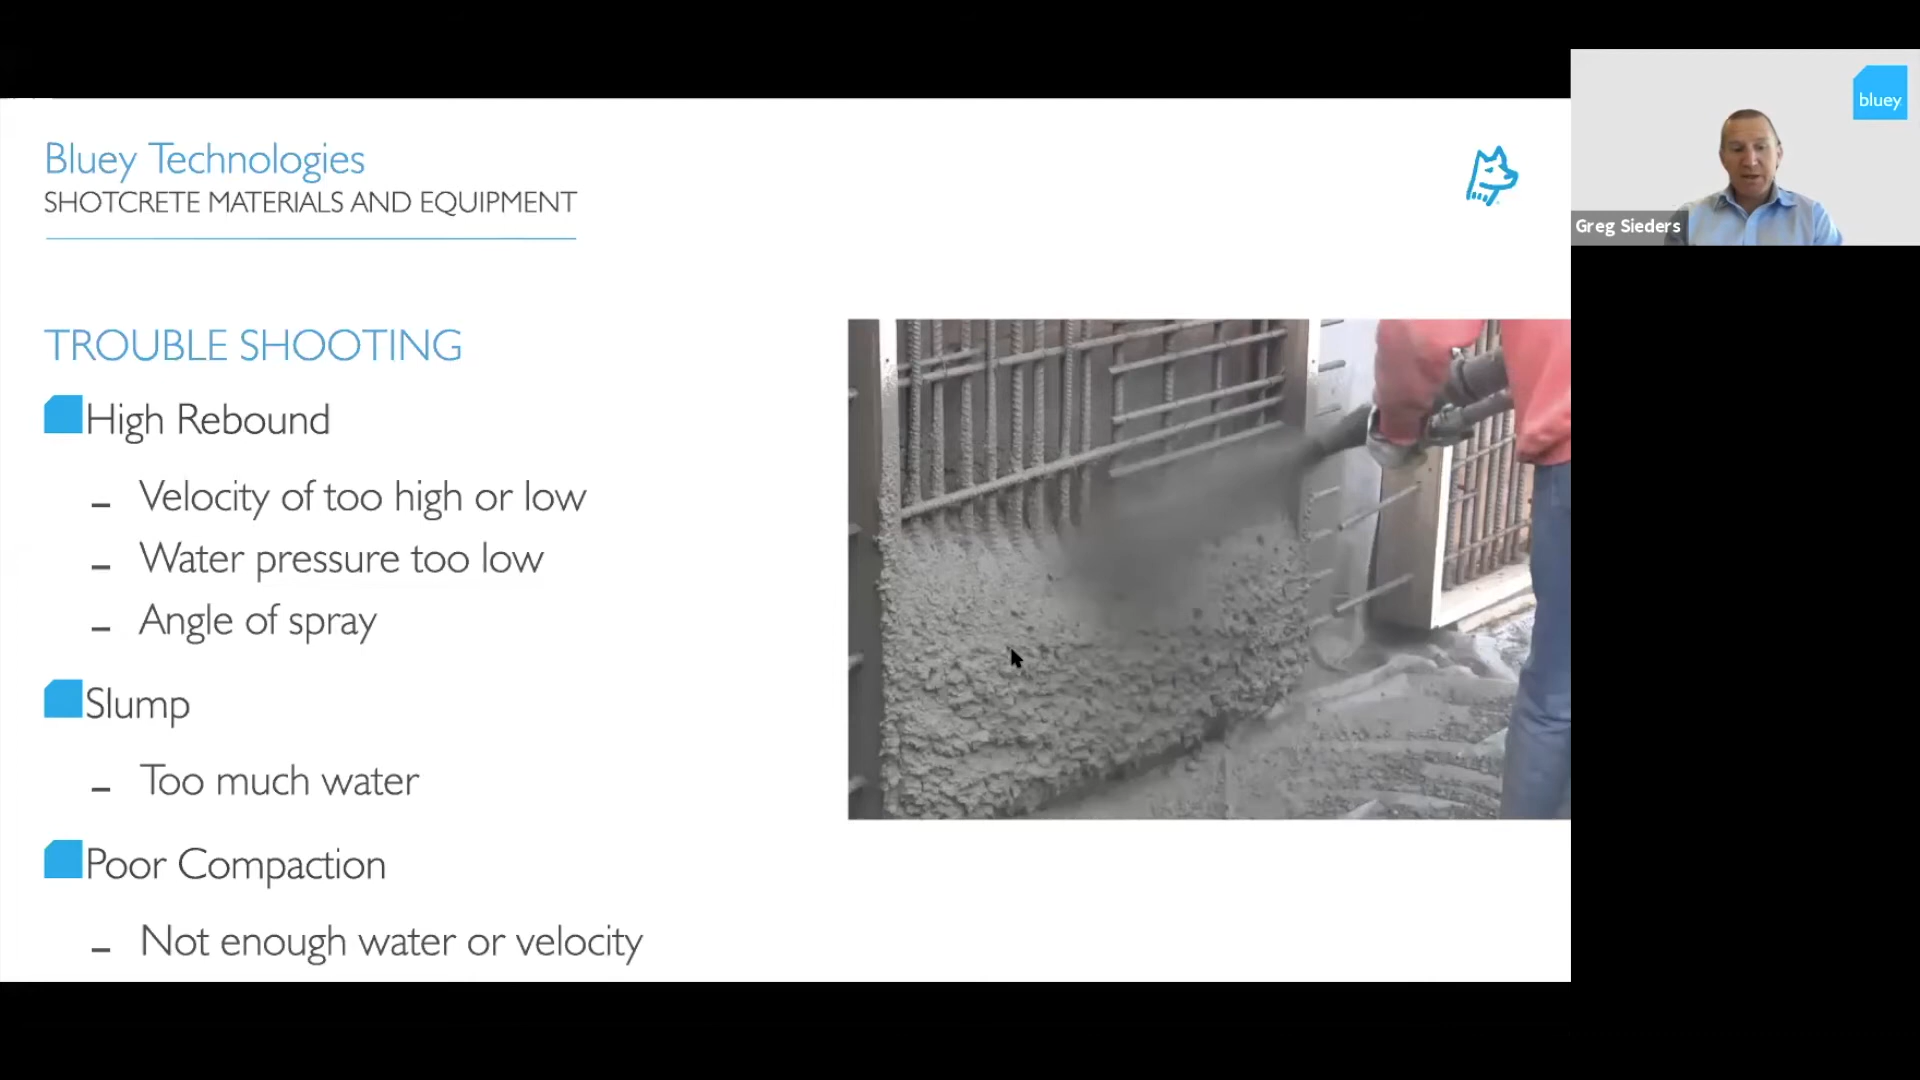 Bluey Technologies
SHOTCRETE MATERIALS AND EQUIPMENT
TROUBLE SHOOTING
High Rebound
– Velocity of too high or low
– Water pressure too low
– Angle of spray
Slump
– Too much water
Poor Compaction
– Not enough water or velocity
bluey
Greg Sieders